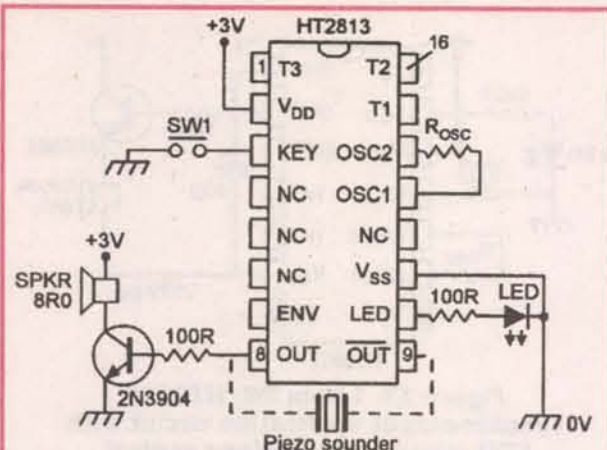 HT2813
+3V
16
1 T3
T2
VDD
T1
SW1
KEY
OSC2
ROSC
NC
OSC1
NC
NC
+3V
NC
VSS
SPKR
8R0
ENV
LED
100R
LED
100R
8 OUT
OUT 9
2N3904
0V
Piezo sounder